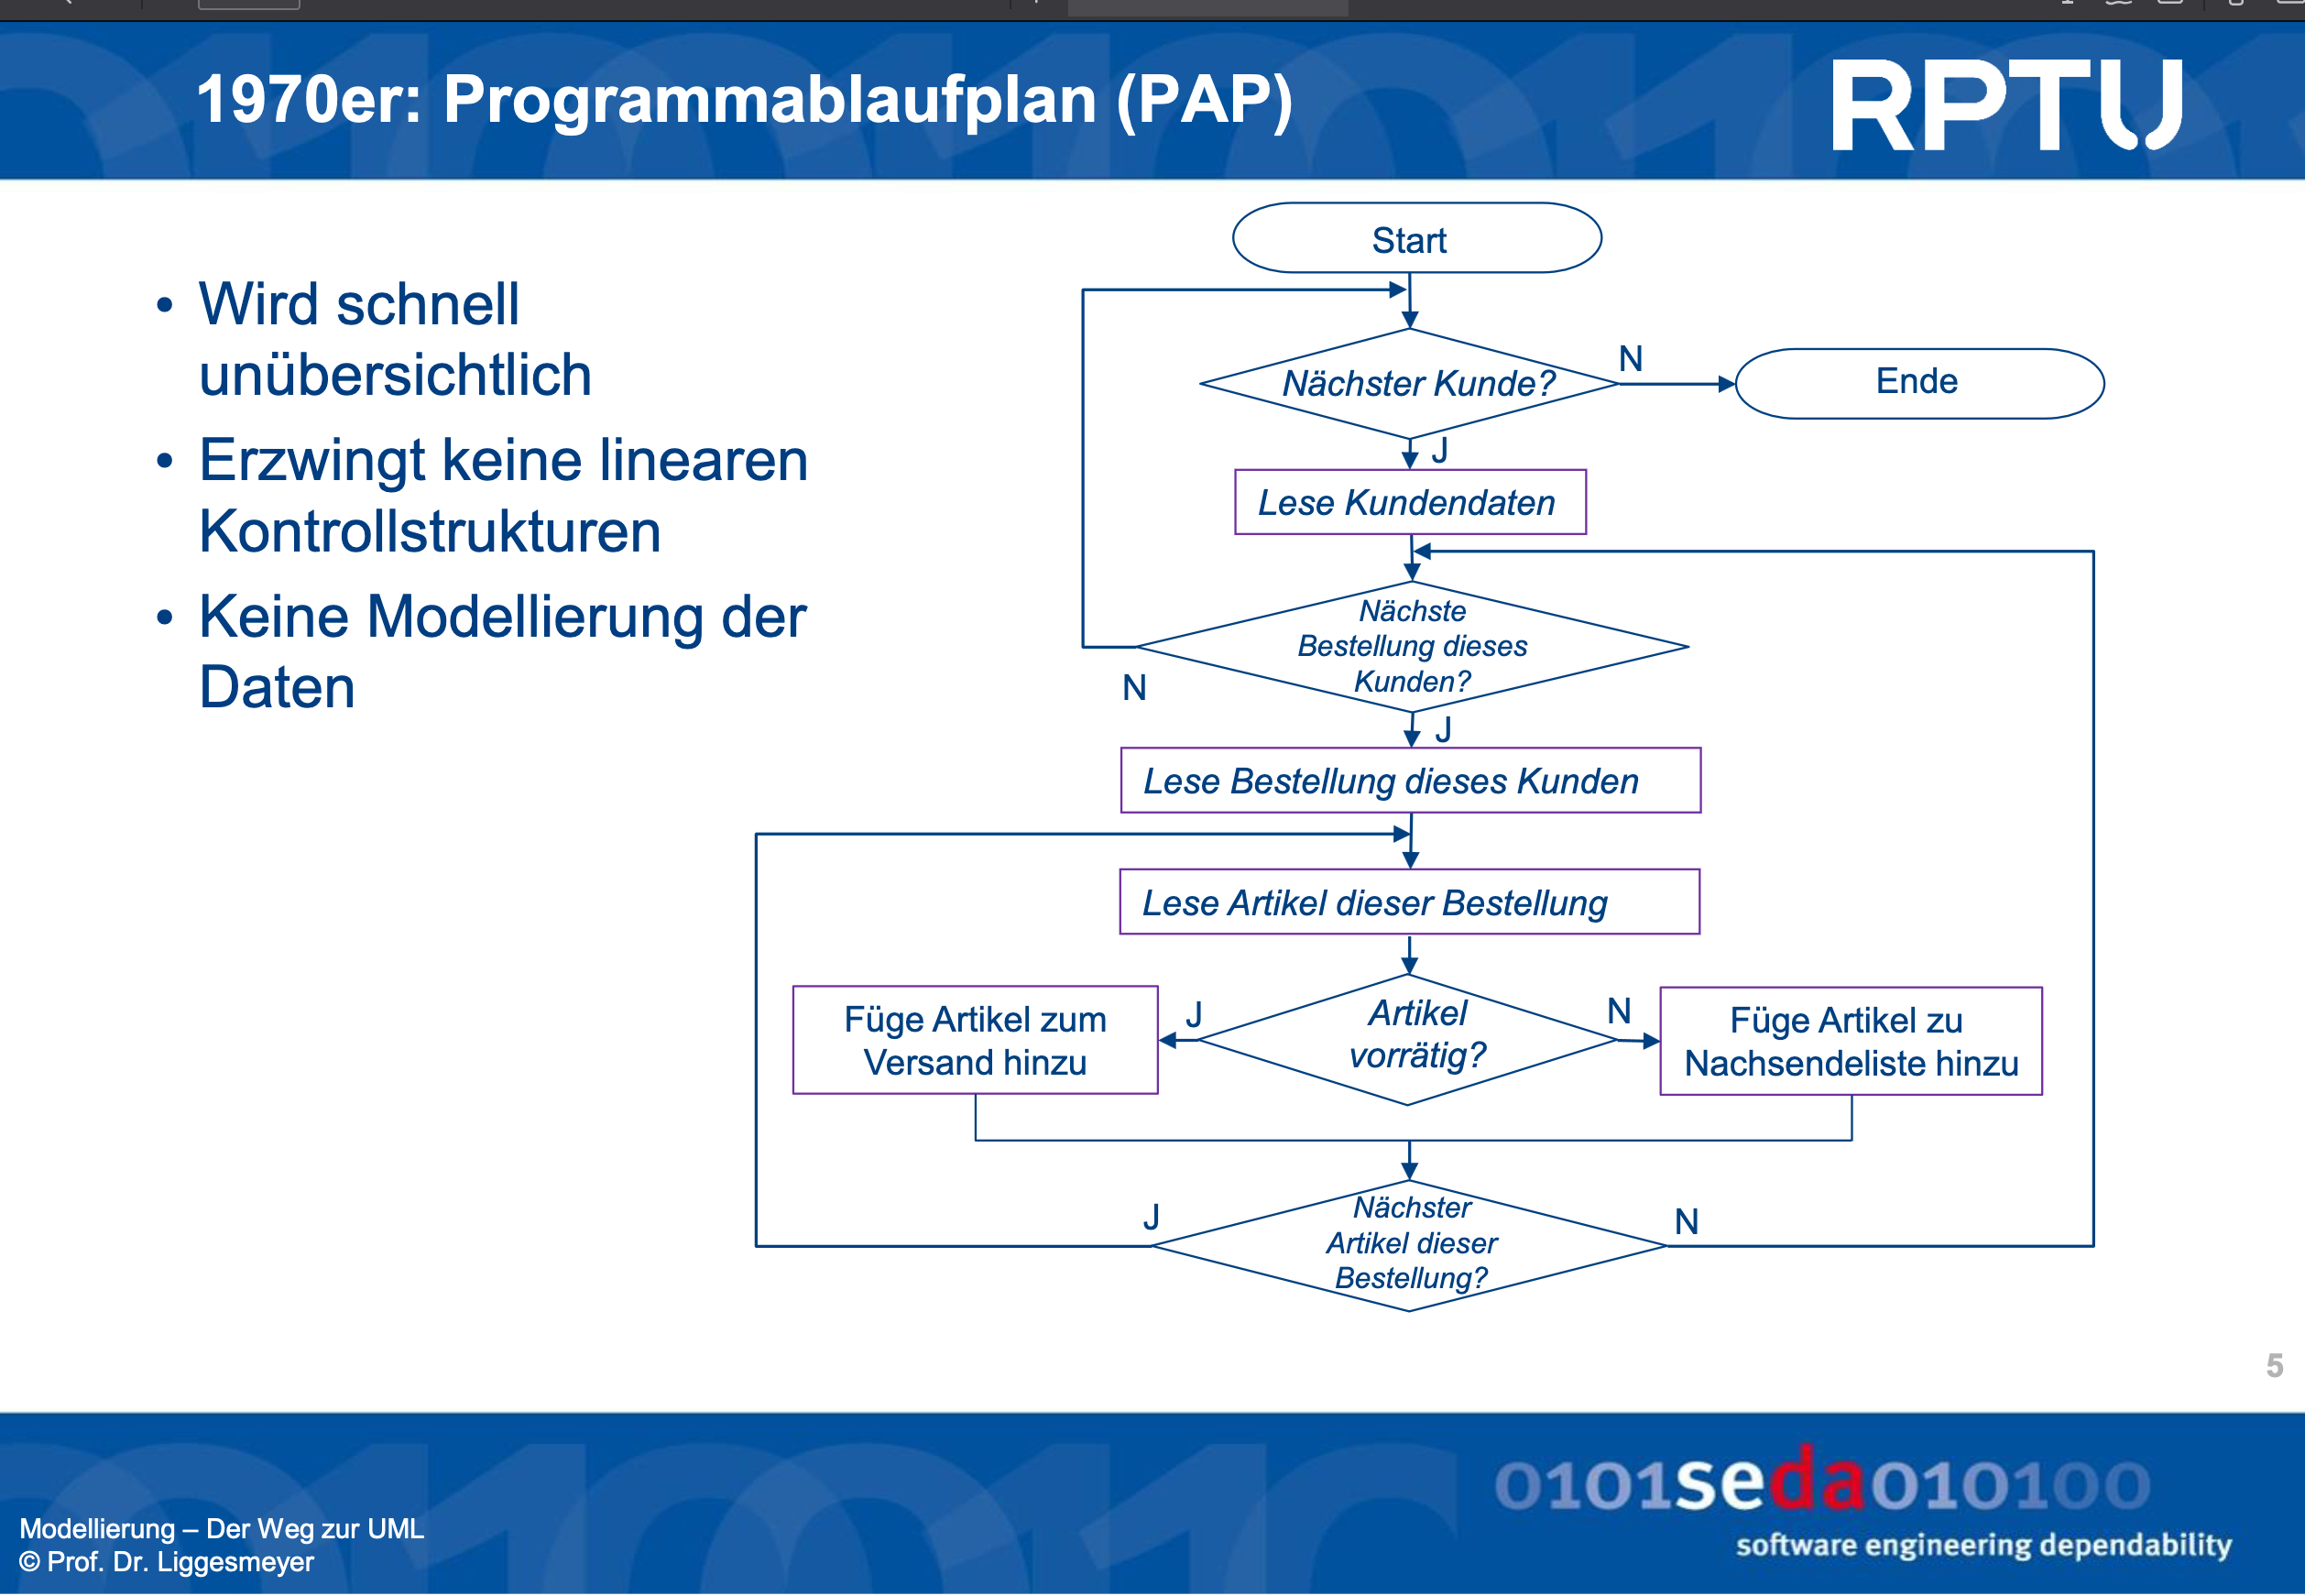 1970er: Programmablaufplan (PAP)
RPTU
• Wird schnell
unübersichtlich
• Erzwingt keine linearen
Kontrollstrukturen
• Keine Modellierung der
Daten
Start
Nächster Kunde?
N
Ende
J
Lese Kundendaten
Nächste
Bestellung dieses
Kunden?
N
J
Lese Bestellung dieses Kunden
Lese Artikel dieser Bestellung
Füge Artikel zum
Versand hinzu
J
Artikel
vorrätig?
N
Füge Artikel zu
Nachsendeliste hinzu
J
Nächster
Artikel dieser
Bestellung?
N
5
Modellierung – Der Weg zur UML
© Prof. Dr. Liggesmeyer
0101seda010100
software engineering dependability